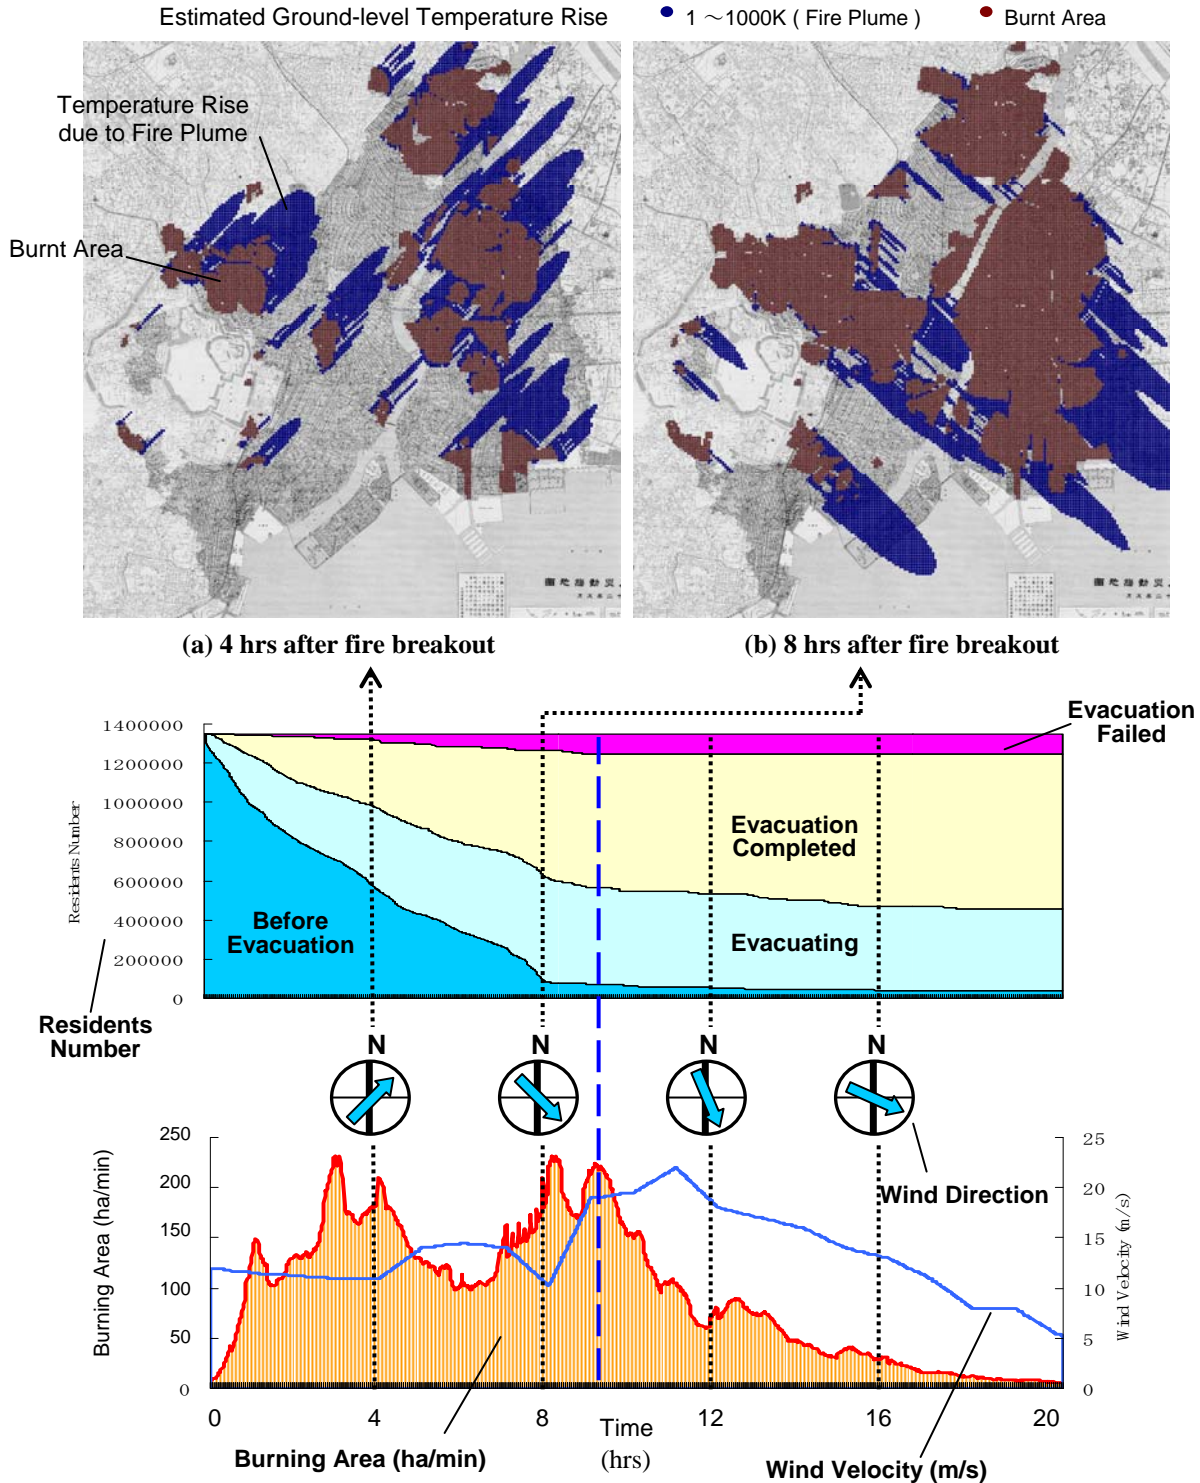 Estimated Ground-level Temperature Rise
1 ~1000K ( Fire Plume )
Burnt Area
Temperature Rise
due to Fire Plume
Burnt Area
(a) 4 hrs after fire breakout
(b) 8 hrs after fire breakout
Evacuation
Failed
1400000
1200000
1000000
800000
600000
400000
200000
0
Residents Number
Evacuation
Completed
Before
Evacuation
Evacuating
Residents
Number
N
N
N
N
Wind Direction
250
200
150
100
50
0
Burning Area (ha/min)
25
20
15
10
5
0
Wind Velocity (m/s)
0
4
8
12
16
20
Time
(hrs)
Burning Area (ha/min)
Wind Velocity (m/s)